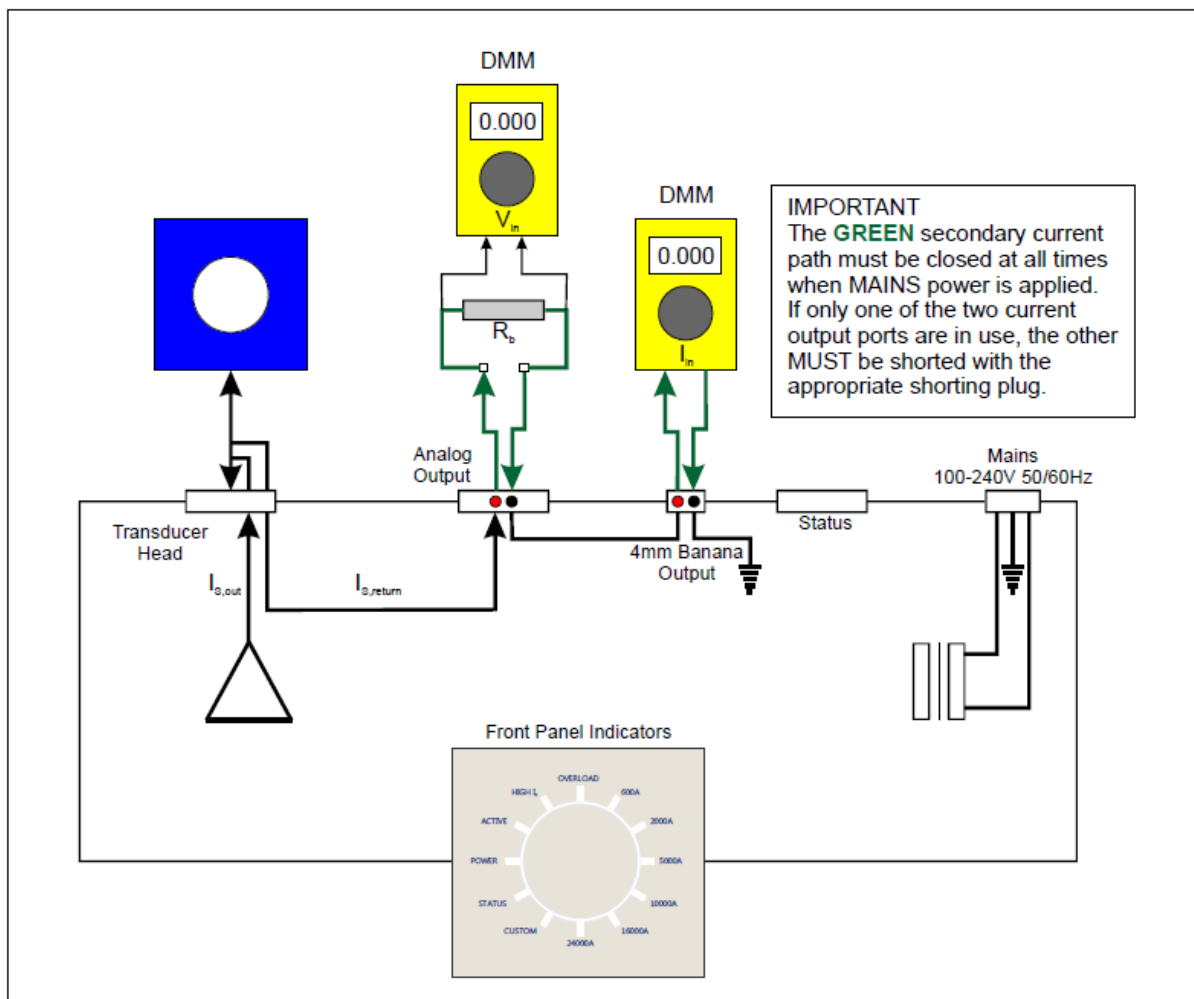 DMM
0.000
V in
DMM
0.000
I in
R b
IMPORTANT
The GREEN secondary current
path must be closed at all times
when MAINS power is applied.
If only one of the two current
output ports are in use, the other
MUST be shorted with the
appropriate shorting plug.
Analog
Output
Mains
100-240V 50/60Hz
Transducer
Head
4mm Banana
Output
Status
I S,out
I S,return
Front Panel Indicators
OVERLOAD
HIGH Iₚ
600A
ACTIVE
2000A
POWER
5000A
STATUS
10000A
CUSTOM
16000A
24000A